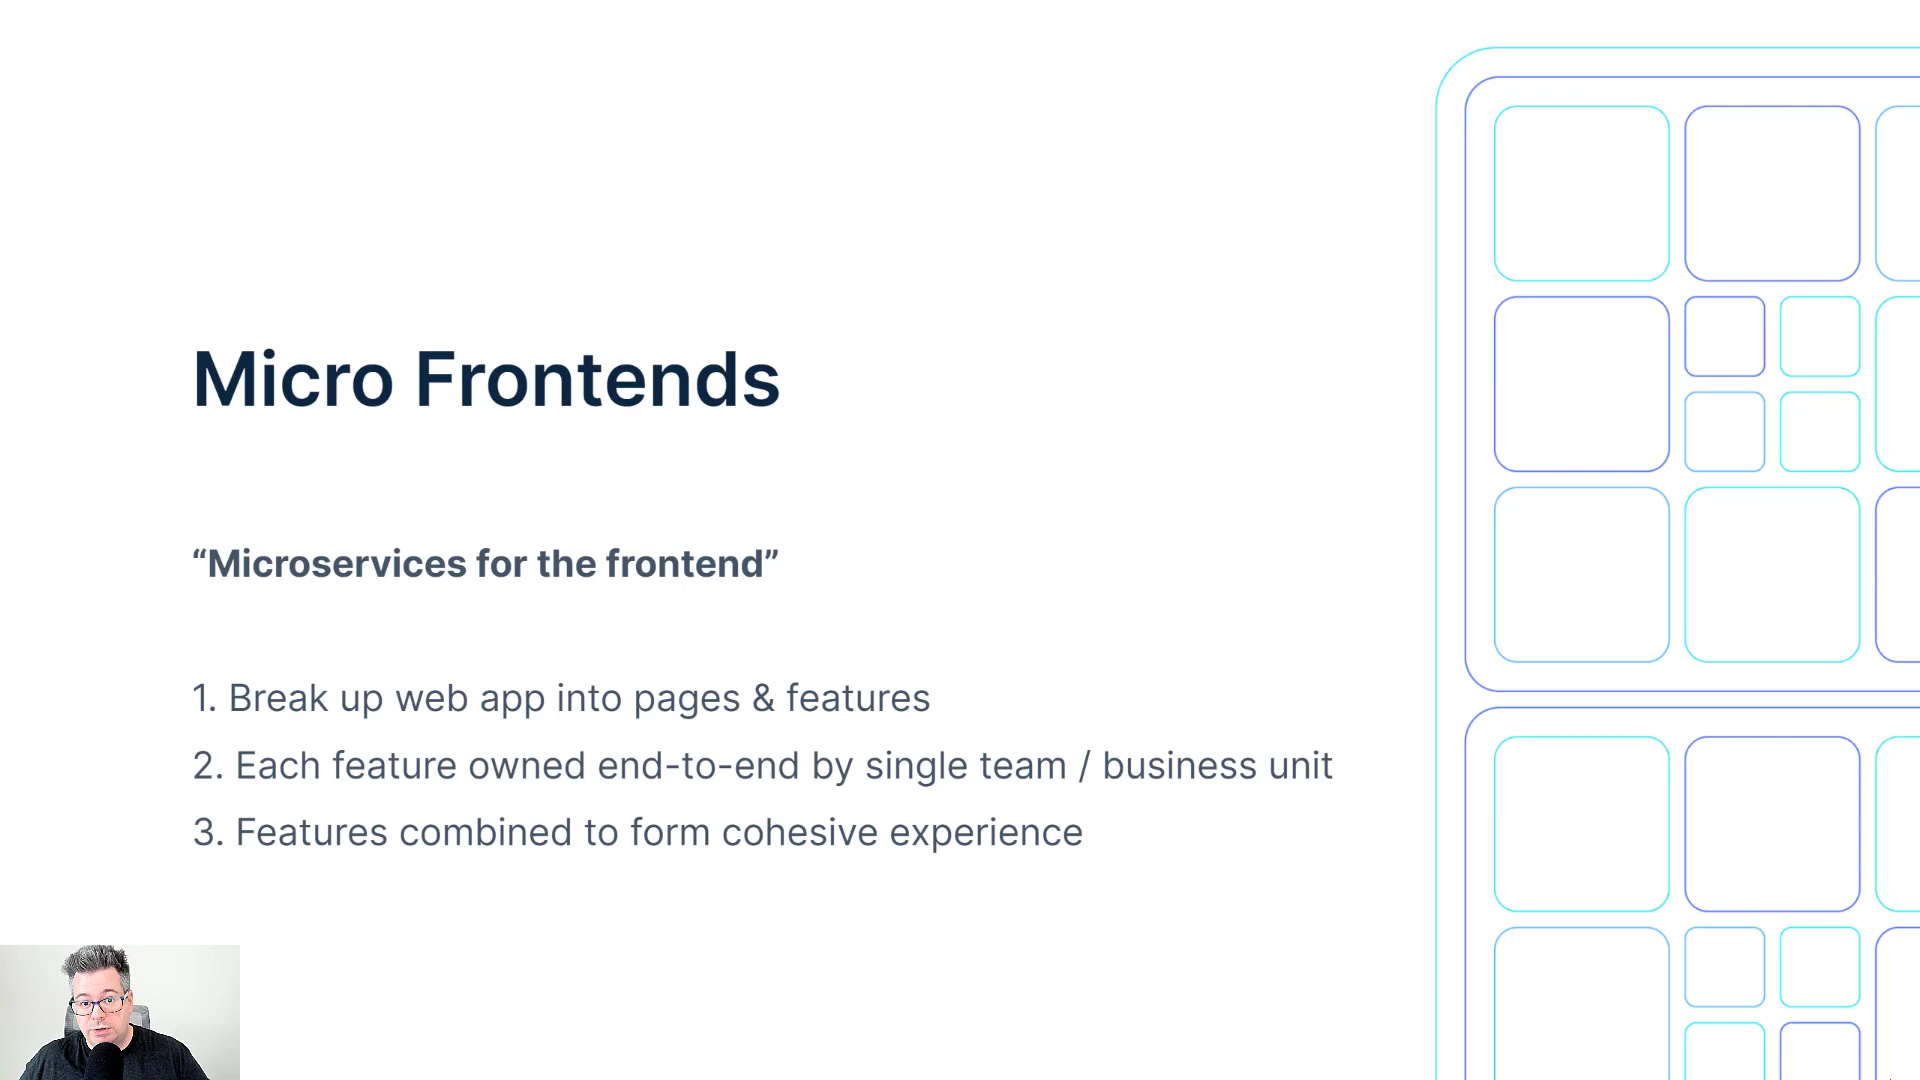 Micro Frontends
“Microservices for the frontend”
1. Break up web app into pages & features
2. Each feature owned end-to-end by single team / business unit
3. Features combined to form cohesive experience